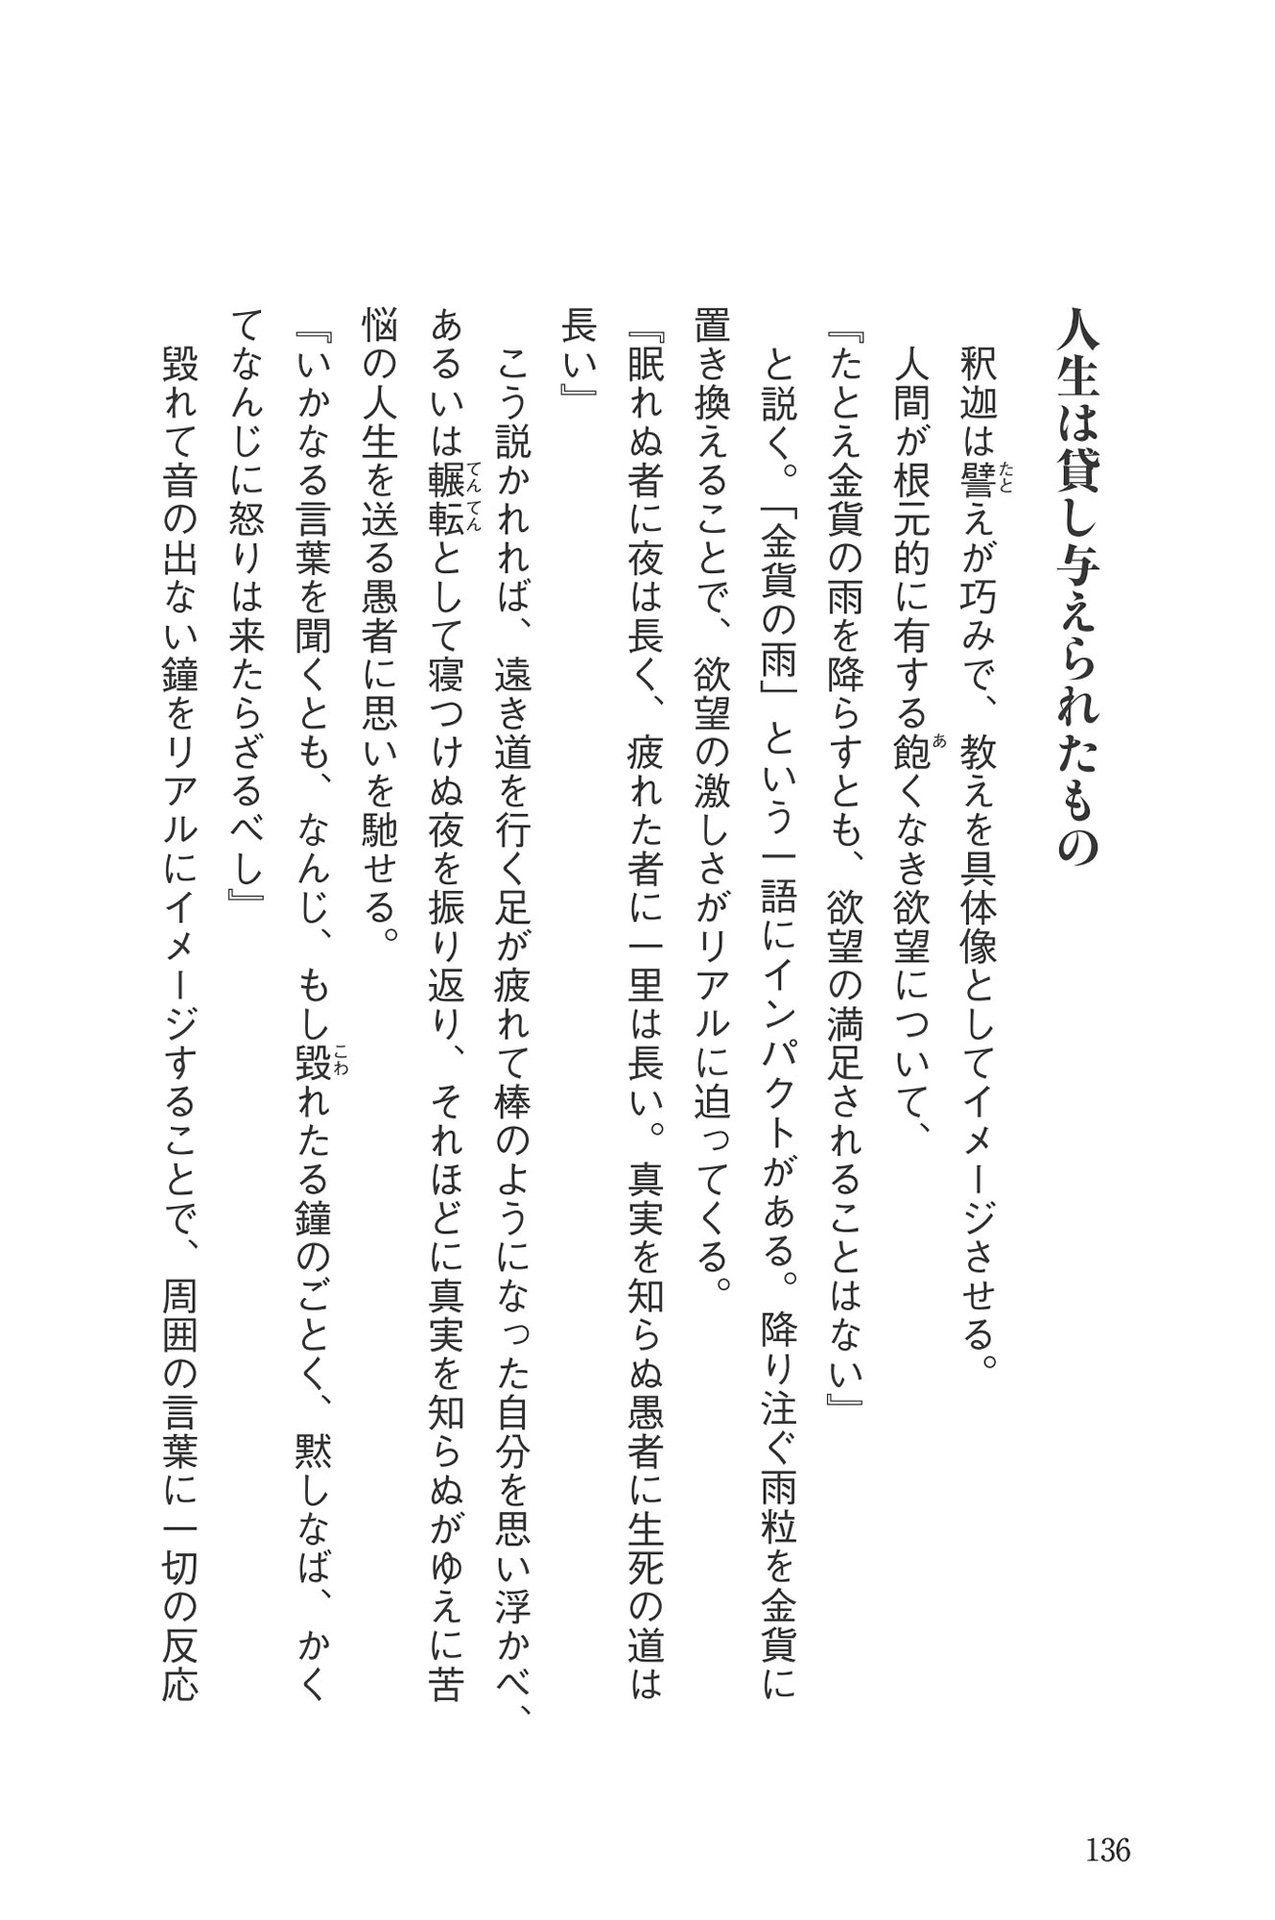 人生は貸し与えられたもの
釈迦は譬えが巧みで、教えを具体像としてイメージさせる。
人間が根元的に有する飽くなき欲望について、
『たとえ金貨の雨を降らすとも、欲望の満足されることはない』
と説く。「金貨の雨」という一語にインパクトがある。降り注ぐ雨粒を金貨に
置き換えることで、欲望の激しさがリアルに迫ってくる。
『眠れぬ者に夜は長く、疲れた者に一里は長い。真実を知らぬ愚者に生死の道は
長い』
こう説かれれば、遠き道を行く足が疲れて棒のようになった自分を思い浮かべ、
あるいは輾転として寝つけぬ夜を振り返り、それほどに真実を知らぬがゆえに苦
悩の人生を送る愚者に思いを馳せる。
『いかなる言葉を聞くとも、なんじ、もし毀れたる鐘のごとく、黙しなば、かく
てなんじに怒りは来たらざるべし』
毀れて音の出ない鐘をリアルにイメージすることで、周囲の言葉に一切の反応
136